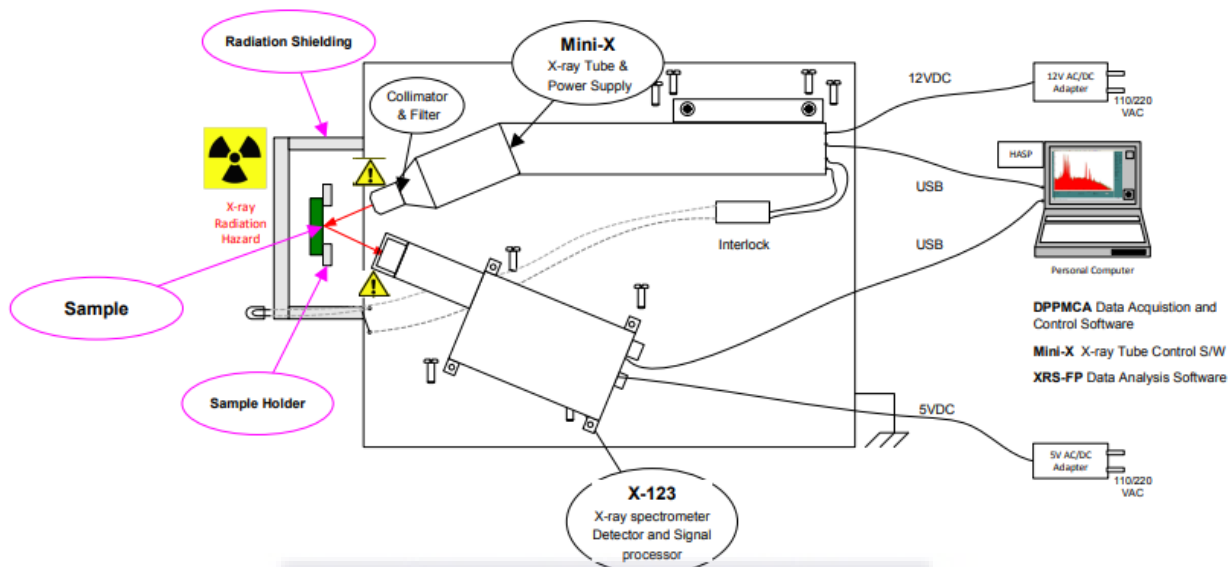 Radiation Shielding
Mini-X
X-ray Tube &
Power Supply
Collimator
& Filter
12VDC
12V AC/DC
Adapter
110/220
VAC
HASP
USB
USB
X-ray
Radiation
Hazard
Interlock
Personal Computer
Sample
DPPMCA Data Acquistion and
Control Software
Mini-X X-ray Tube Control S/W
XRS-FP Data Analysis Software
Sample Holder
5VDC
5V AC/DC
Adapter
110/220
VAC
X-123
X-ray spectrometer
Detector and Signal
processor